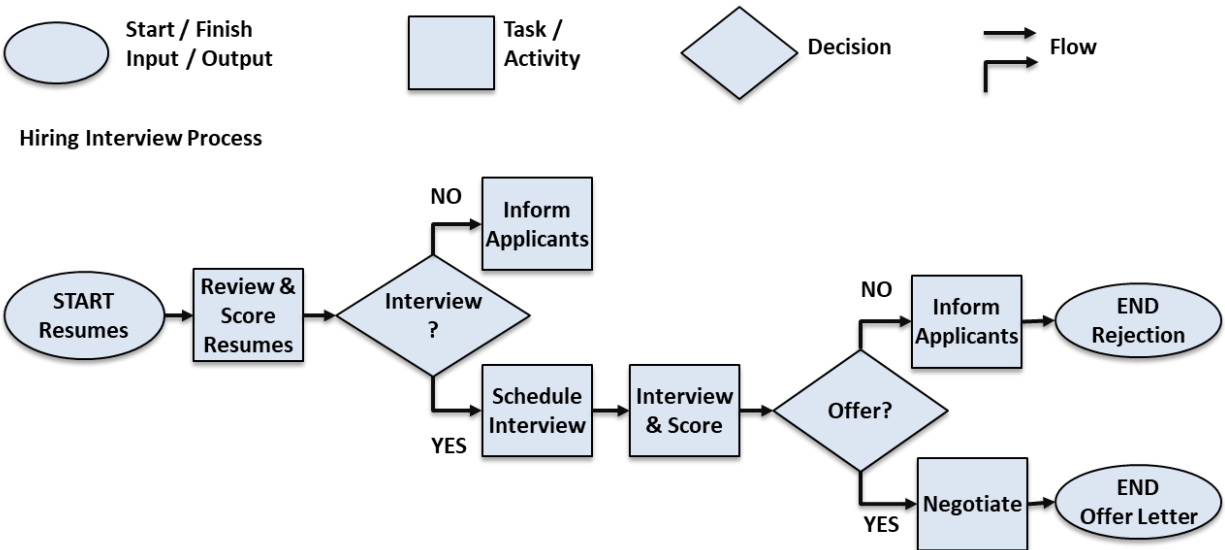 Start / Finish
Input / Output
Task /
Activity
Decision
Flow
Hiring Interview Process
START
Resumes
Review &
Score
Resumes
Interview
?
NO
Inform
Applicants
YES
Schedule
Interview
Interview
& Score
Offer?
NO
Inform
Applicants
END
Rejection
YES
Negotiate
END
Offer Letter